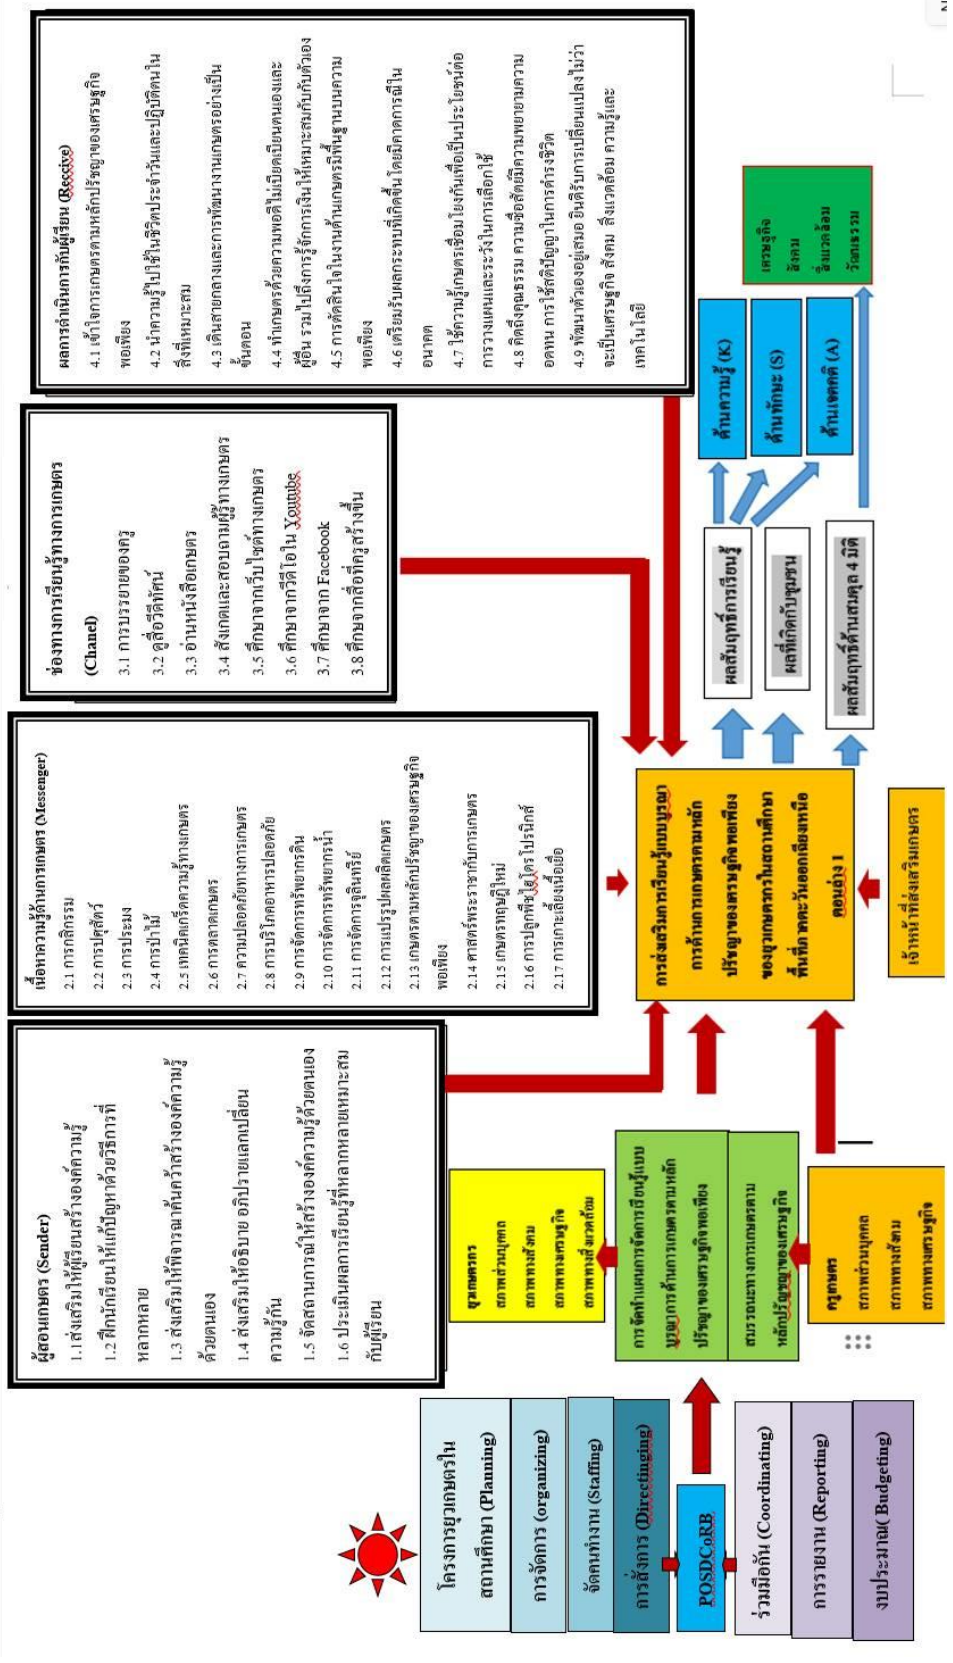 ผู้สอนเกษตร (Sender)
1.1 ส่งเสริมให้ผู้เรียนสร้างองค์ความรู้
1.2 ฝึกนักเรียนให้แก้ปัญหาด้วยวิธีการที่
หลากหลาย
1.3 ส่งเสริมให้พิจารณาค้นคว้าสร้างองค์ความรู้
ด้วยตนเอง
1.4 ส่งเสริมให้อธิบาย อภิปรายแลกเปลี่ยน
ความรู้กัน
1.5 จัดสถานการณ์ให้สร้างองค์ความรู้ด้วยตนเอง
1.6 ประเมินผลการเรียนรู้ที่หลากหลายเหมาะสม
กับผู้เรียน
เนื้อหาความรู้ด้านการเกษตร (Messenger)
2.1 การกสิกรรม
2.2 การปศุสัตว์
2.3 การประมง
2.4 การป่าไม้
2.5 เทคนิคเกร็ดความรู้ทางเกษตร
2.6 การตลาดเกษตร
2.7 ความปลอดภัยทางการเกษตร
2.8 การบริโภคอาหารปลอดภัย
2.9 การจัดการทรัพยากรดิน
2.10 การจัดการทรัพยากรน้ำ
2.11 การจัดการจุลินทรีย์
2.12 การแปรรูปผลผลิตเกษตร
2.13 เกษตรตามหลักปรัชญาของเศรษฐกิจ
พอเพียง
2.14 ศาสตร์พระราชากับการเกษตร
2.15 เกษตรทฤษฎีใหม่
2.16 การปลูกพืชไฮโดรโปรนิกส์
2.17 การเกาะเลี้ยงเนื้อเยื่อ
ช่องทางการเรียนรู้ทางการเกษตร
(Chanel)
3.1 การบรรยายของครู
3.2 ดูสื่อวีดีทัศน์
3.3 อ่านหนังสือเกษตร
3.4 สังเกตและสอบถามผู้รู้ทางเกษตร
3.5 ศึกษาจากเว็บไซต์ทางเกษตร
3.6 ศึกษาจากวีดีโอใน Youtube
3.7 ศึกษาจาก Facebook
3.8 ศึกษจากสื่อที่ครูสร้างขึ้น
ผลการดำเนินการกับผู้เรียน (Reccive)
4.1 เข้าใจการเกษตรตามหลักปรัชญาของเศรษฐกิจ
พอเพียง
4.2 นำความรู้ไปใช้ในชีวิตประจำวันและปฏิบัติตนใน
สิ่งที่เหมาะสม
4.3 เดินสายกลางและการพัฒนางานเกษตรอย่างเป็น
ขั้นตอน
4.4 ทำเกษตรด้วยความพอดีไม่เบียดเบียนตนเองและ
ผู้อื่น รวมไปถึงการรู้จักการเงินให้เหมาะสมกับกับตัวเอง
4.5 การตัดสินใจในงานด้านเกษตรมีพื้นฐานบนความ
พอเพียง
4.6 เตรียมรับผลกระทบที่เกิดขึ้นโดยมีคาดการณ์ใน
อนาคต
4.7 ใช้ความรู้เกษตรเชื่อมโยงกันเพื่อเป็นประโยชน์ต่อ
การวางแผนและระวังในการเลือกใช้
4.8 คิดถึงคุณธรรม ความซื่อสัตย์มีความพยายามความ
อดทน การใช้สติปัญญาในการดำรงชีวิต
4.9 พัฒนาตัวเองอยู่เสมอ ยินดีรับการเปลี่ยนแปลงไม่ว่า
จะเป็นเศรษฐกิจ สังคม สิ่งแวดล้อม ความรู้และ
เทคโนโลยี
โครงการยุวเกษตรใน
สถานศึกษา (Planning)
การจัดการ (organizing)
จัดคนทำงาน (Staffing)
การสั่งการ (Directinging)
POSDCoRB
ร่วมมือกัน (Coordinating)
การรายงาน (Reporting)
งบประมาณ( Budgeting)
ยุวเกษตรกร
สภาพส่วนบุคคล
สภาพทางสังคม
สภาพทางเศรษฐกิจ
สภาพทางสิ่งแวดล้อม
การจัดทำแผนการจัดการเรียนรู้แบบ
บูรณาการด้านการเกษตรตามหลัก
ปรัชญาของเศรษฐกิจพอเพียง
สมรรถนะทางการเกษตรตาม
หลักปรัญชาของเศรษฐกิจ
ครูเกษตร
สภาพส่วนบุคคล
สภาพทางสังคม
สภาพทางเศรษฐกิจ
การส่งเสริมการเรียนรู้แบบบูรณา
การด้านการเกษตรตามหลัก
ปรัชญาของเศรษฐกิจพอเพียง
ของยุวเกษตรกรในสถานศึกษา
พื้นที่ภาคตะวันออกเฉียงเหนือ
ตอนล่าง 1
เจ้าหน้าที่ส่งเสริมเกษตร
ผลสัมฤทธิ์การเรียนรู้
ผลที่เกิดกับชุมชน
ผลสัมฤทธิ์ด้านสมดุล 4 มิติ
ด้านความรู้ (K)
ด้านทักษะ (S)
ด้านเจตคติ (A)
เศรษฐกิจ
สังคม
สิ่งแวดล้อม
วัฒนธรรม